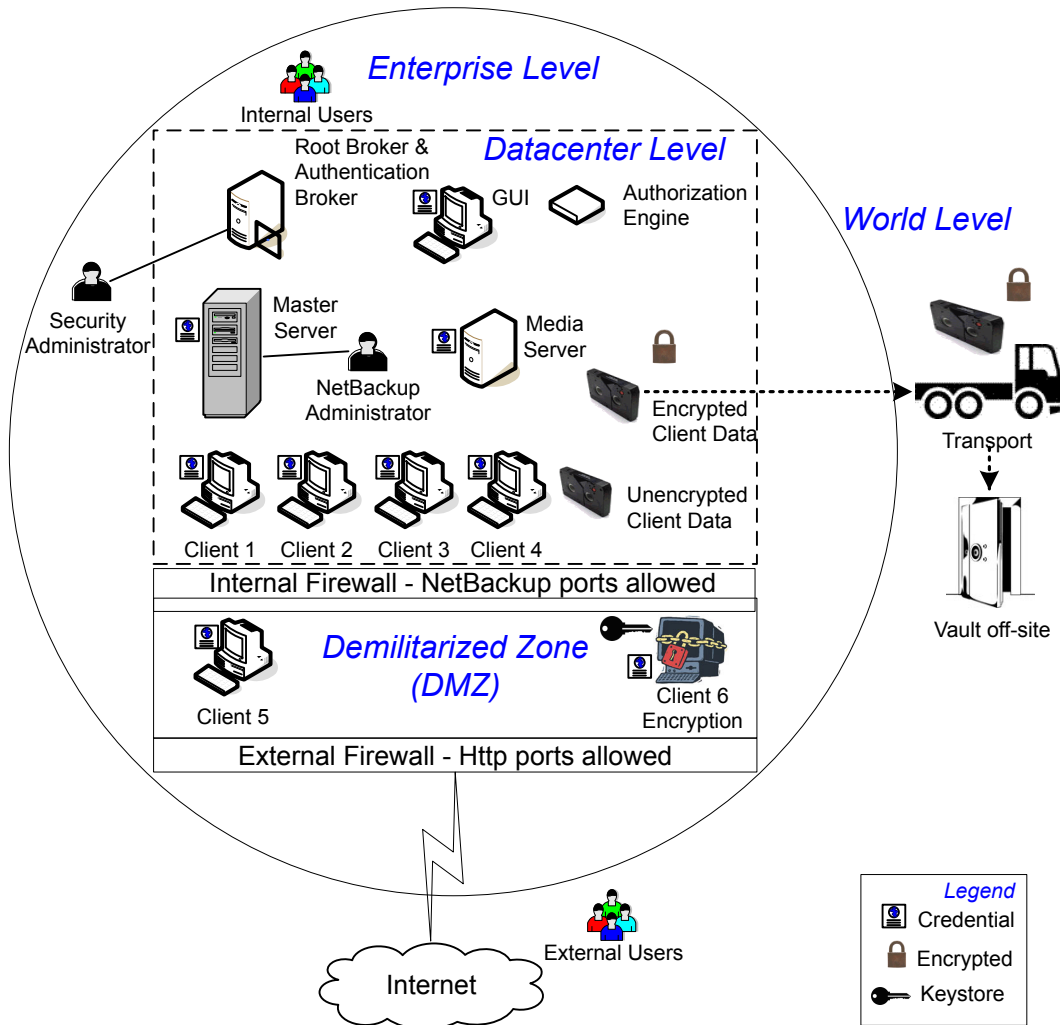 Enterprise Level
Internal Users
Datacenter Level
Root Broker &
Authentication
Broker
GUI
Authorization
Engine
World Level
Security
Administrator
Master
Server
NetBackup
Administrator
Media
Server
Encrypted
Client Data
Transport
Unencrypted
Client Data
Client 1
Client 2
Client 3
Client 4
Vault off-site
Internal Firewall - NetBackup ports allowed
Demilitarized Zone
(DMZ)
Client 5
Client 6
Encryption
External Firewall - Http ports allowed
External Users
Internet
Legend
Credential
Encrypted
Keystore